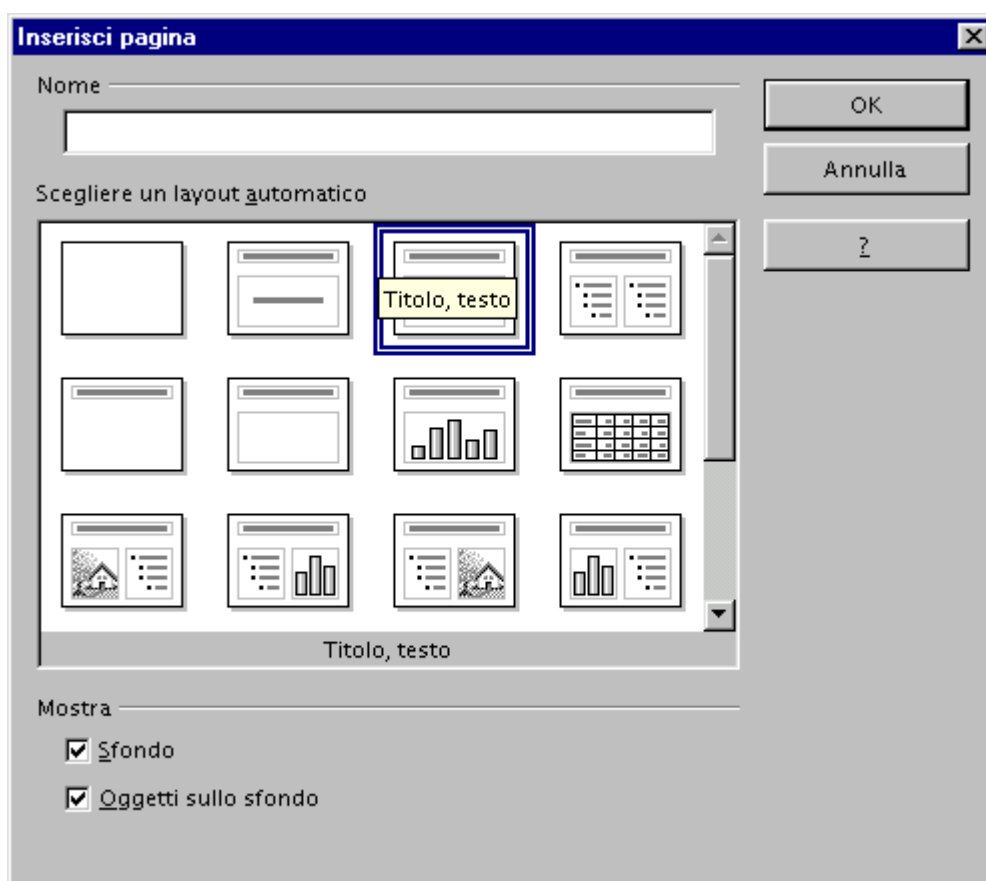 Inserisci pagina
Nome
OK
Annulla
Scegliere un layout automatico
?
Titolo, testo
Titolo, testo
Mostra
Sfondo
Oggetti sullo sfondo